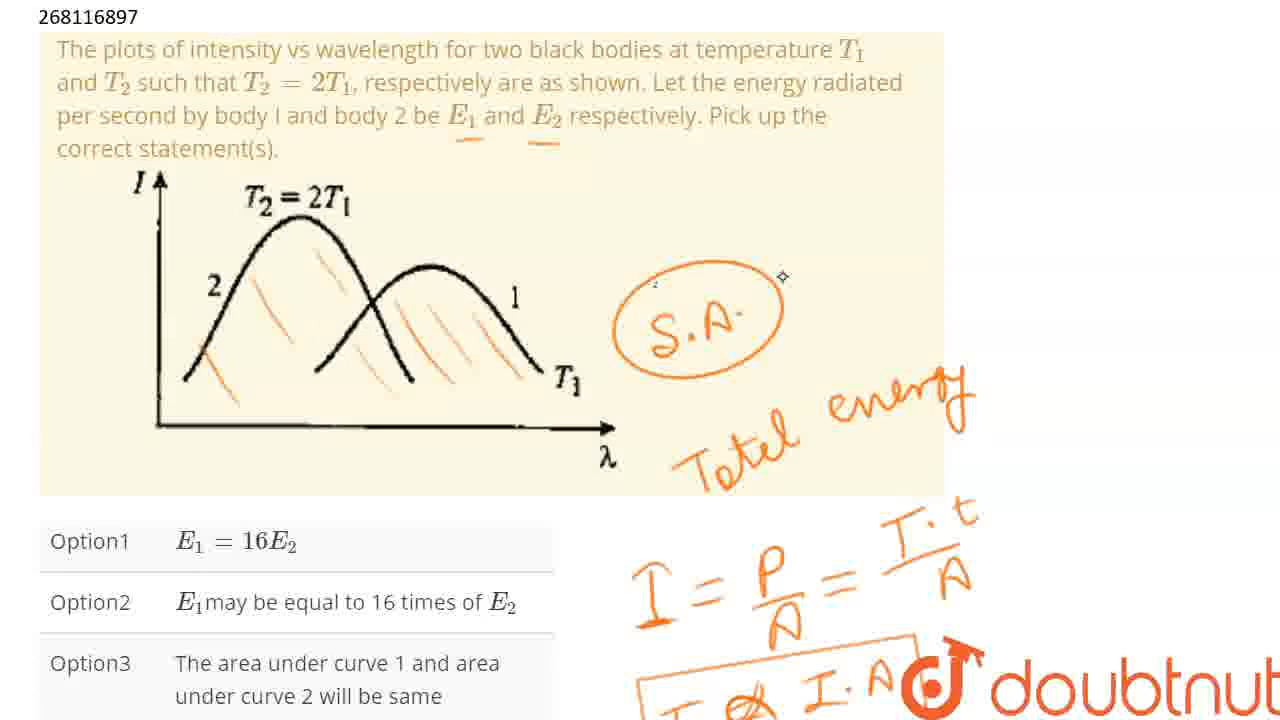 268116897
The plots of intensity vs wavelength for two black bodies at temperature T₁
and T₂ such that T₂ = 2T₁, respectively are as shown. Let the energy radiated
per second by body I and body 2 be E₁ and E₂ respectively. Pick up the
correct statement(s).
I
T₂ = 2T₁
2
1
T₁
λ
S.A.
Total energy
I = P/A = T.t/A
I.A
Option1 E₁ = 16E₂
Option2 E₁may be equal to 16 times of E₂
Option3 The area under curve 1 and area
under curve 2 will be same
doubtnut